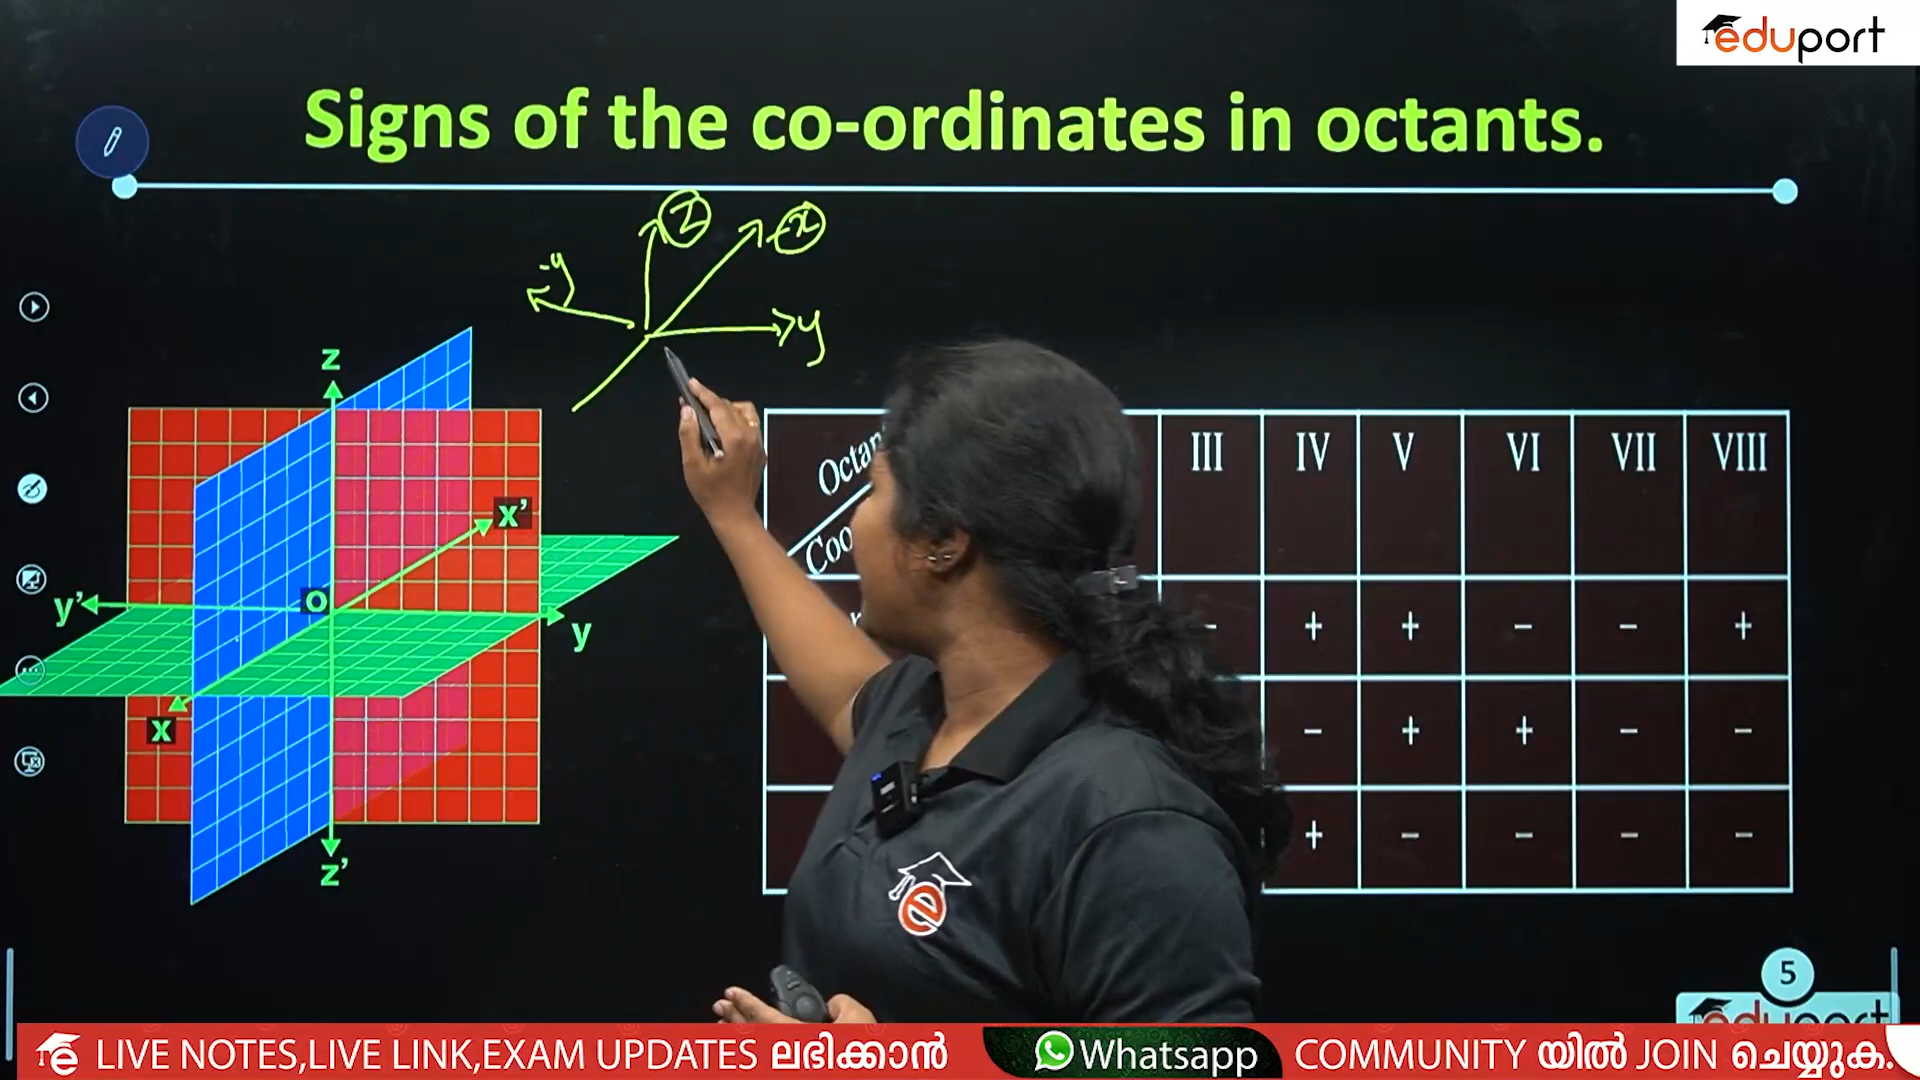 eduport
Signs of the co-ordinates in octants.
z
-x
-y
y
z
x'
o
y'
y
x
z'
III IV V VI VII VIII
- + + - - +
- + + - -
+ - - - -
5
LIVE NOTES,LIVE LINK,EXAM UPDATES ലഭിക്കാൻ Whatsapp COMMUNITY യിൽ JOIN ചെയ്യുക.